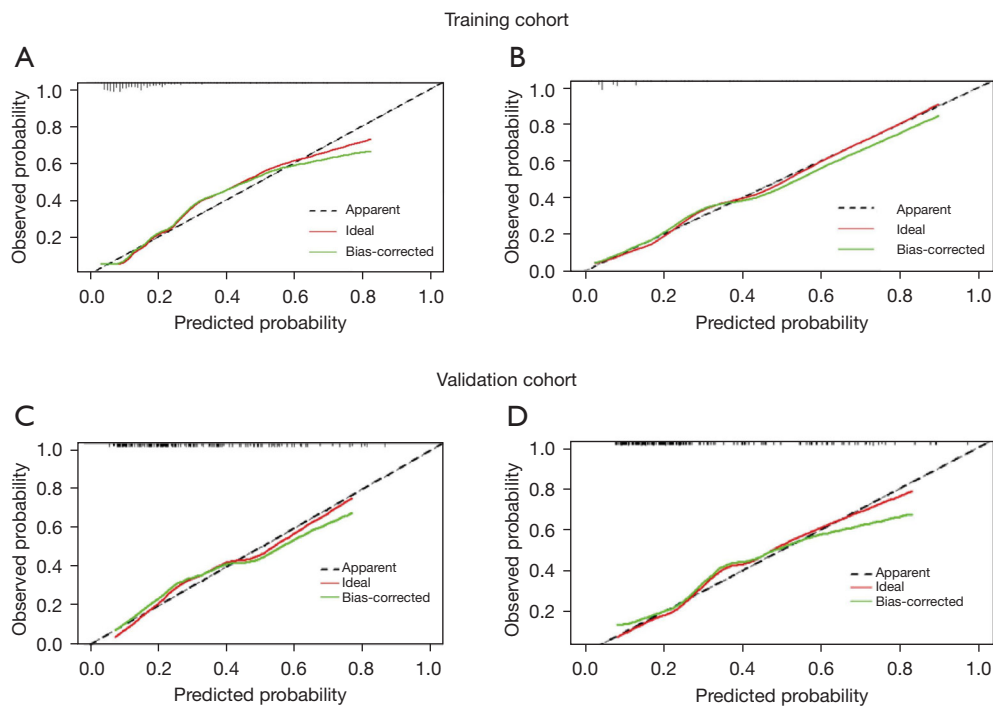 Training cohort
A
B
Observed probability
1.0
0.8
0.6
0.4
0.2
Apparent
Ideal
Bias-corrected
0.0 0.2 0.4 0.6 0.8 1.0
Predicted probability
Observed probability
1.0
0.8
0.6
0.4
0.2
0.0
Apparent
Ideal
Bias-corrected
0.0 0.2 0.4 0.6 0.8 1.0
Predicted probability
Validation cohort
C
D
Observed probability
1.0
0.8
0.6
0.4
0.2
0.0
Apparent
Ideal
Bias-corrected
0.0 0.2 0.4 0.6 0.8 1.0
Predicted probability
Observed probability
1.0
0.8
0.6
0.4
0.2
Apparent
Ideal
Bias-corrected
0.0 0.2 0.4 0.6 0.8 1.0
Predicted probability